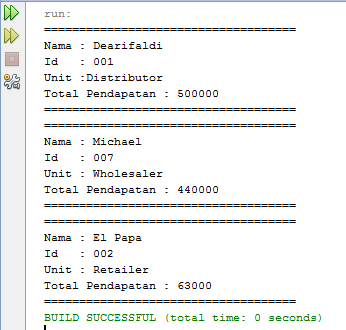 run:
====================================
Nama : Dearifaldi
Id   : 001
Unit :Distributor
Total Pendapatan : 500000
====================================
====================================
Nama : Michael
Id   : 007
Unit : Wholesaler
Total Pendapatan : 440000
====================================
====================================
Nama : El Papa
Id   : 002
Unit : Retailer
Total Pendapatan : 63000
====================================
BUILD SUCCESSFUL (total time: 0 seconds)